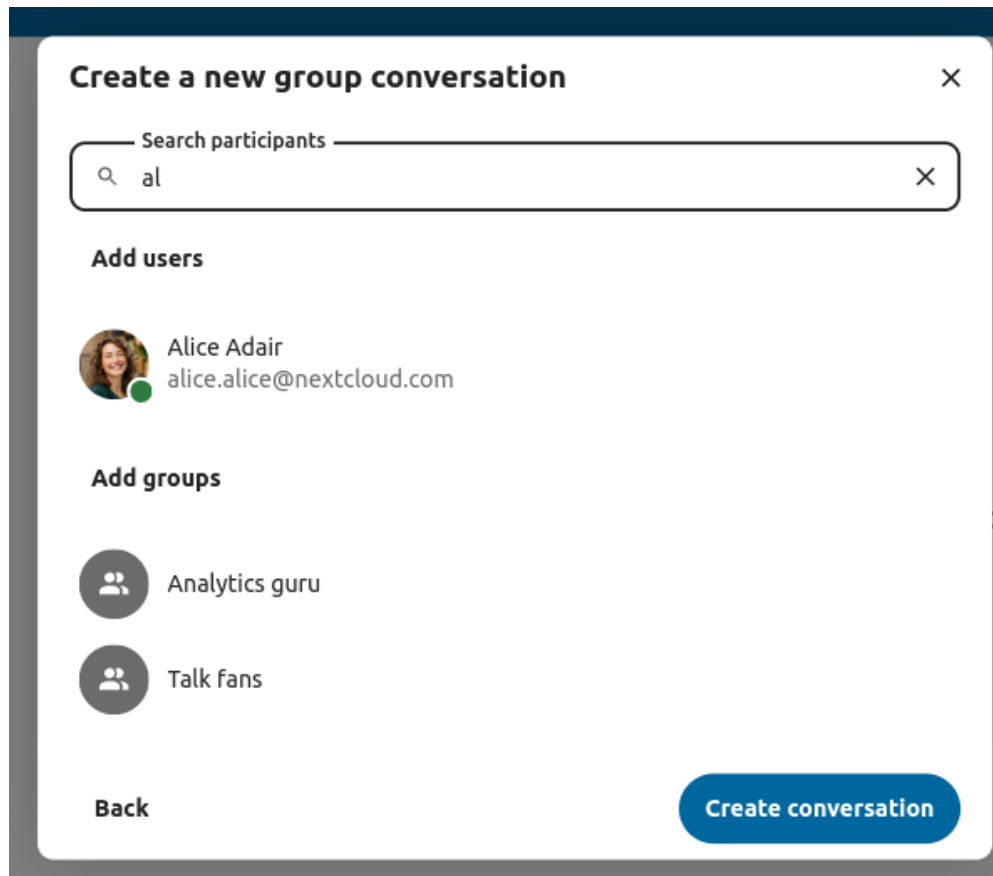 Create a new group conversation
Search participants
al
Add users
Alice Adair
alice.alice@nextcloud.com
Add groups
Analytics guru
Talk fans
Back
Create conversation